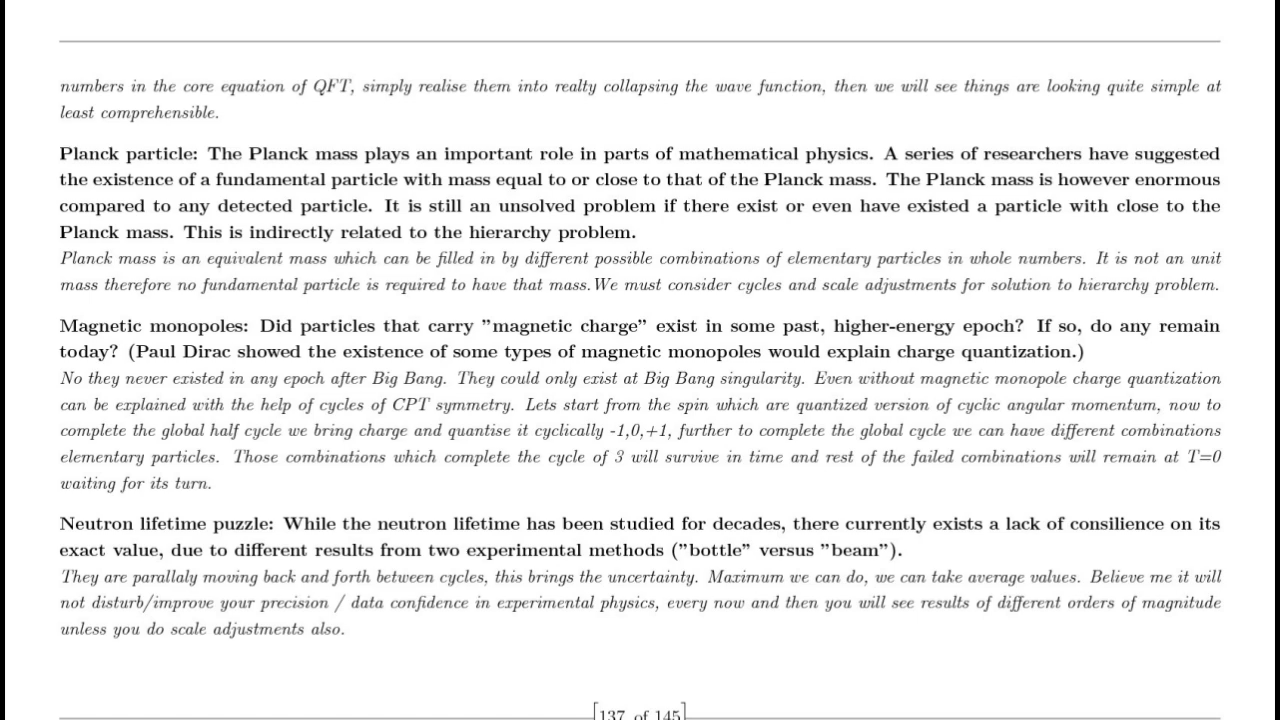 numbers in the core equation of QFT, simply realise them into realty collapsing the wave function, then we will see things are looking quite simple at
least comprehensible.
Planck particle: The Planck mass plays an important role in parts of mathematical physics. A series of researchers have suggested
the existence of a fundamental particle with mass equal to or close to that of the Planck mass. The Planck mass is however enormous
compared to any detected particle. It is still an unsolved problem if there exist or even have existed a particle with close to the
Planck mass. This is indirectly related to the hierarchy problem.
Planck mass is an equivalent mass which can be filled in by different possible combinations of elementary particles in whole numbers. It is not an unit
mass therefore no fundamental particle is required to have that mass.We must consider cycles and scale adjustments for solution to hierarchy problem.
Magnetic monopoles: Did particles that carry ”magnetic charge” exist in some past, higher-energy epoch? If so, do any remain
today? (Paul Dirac showed the existence of some types of magnetic monopoles would explain charge quantization.)
No they never existed in any epoch after Big Bang. They could only exist at Big Bang singularity. Even without magnetic monopole charge quantization
can be explained with the help of cycles of CPT symmetry. Lets start from the spin which are quantized version of cyclic angular momentum, now to
complete the global half cycle we bring charge and quantise it cyclically -1,0,+1, further to complete the global cycle we can have different combinations
elementary particles. Those combinations which complete the cycle of 3 will survive in time and rest of the failed combinations will remain at T=0
waiting for its turn.
Neutron lifetime puzzle: While the neutron lifetime has been studied for decades, there currently exists a lack of consilience on its
exact value, due to different results from two experimental methods (”bottle” versus ”beam”).
They are parallaly moving back and forth between cycles, this brings the uncertainty. Maximum we can do, we can take average values. Believe me it will
not disturb/improve your precision / data confidence in experimental physics, every now and then you will see results of different orders of magnitude
unless you do scale adjustments also.
[137 of 145]